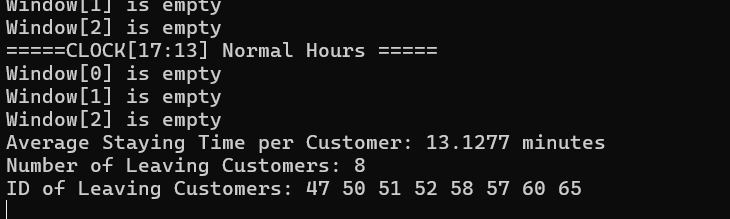 Window[1] is empty
Window[2] is empty
=====CLOCK[17:13] Normal Hours =====
Window[0] is empty
Window[1] is empty
Window[2] is empty
Average Staying Time per Customer: 13.1277 minutes
Number of Leaving Customers: 8
ID of Leaving Customers: 47 50 51 52 58 57 60 65